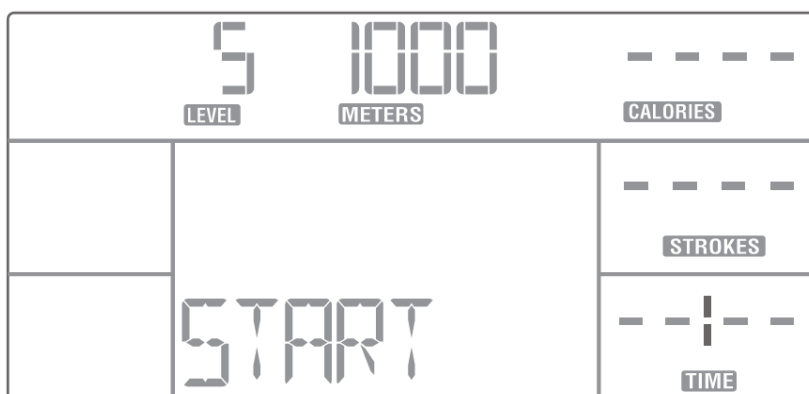 5 1000 - - - -
LEVEL METERS CALORIES
- - - -
STROKES
START
- - : - -
TIME